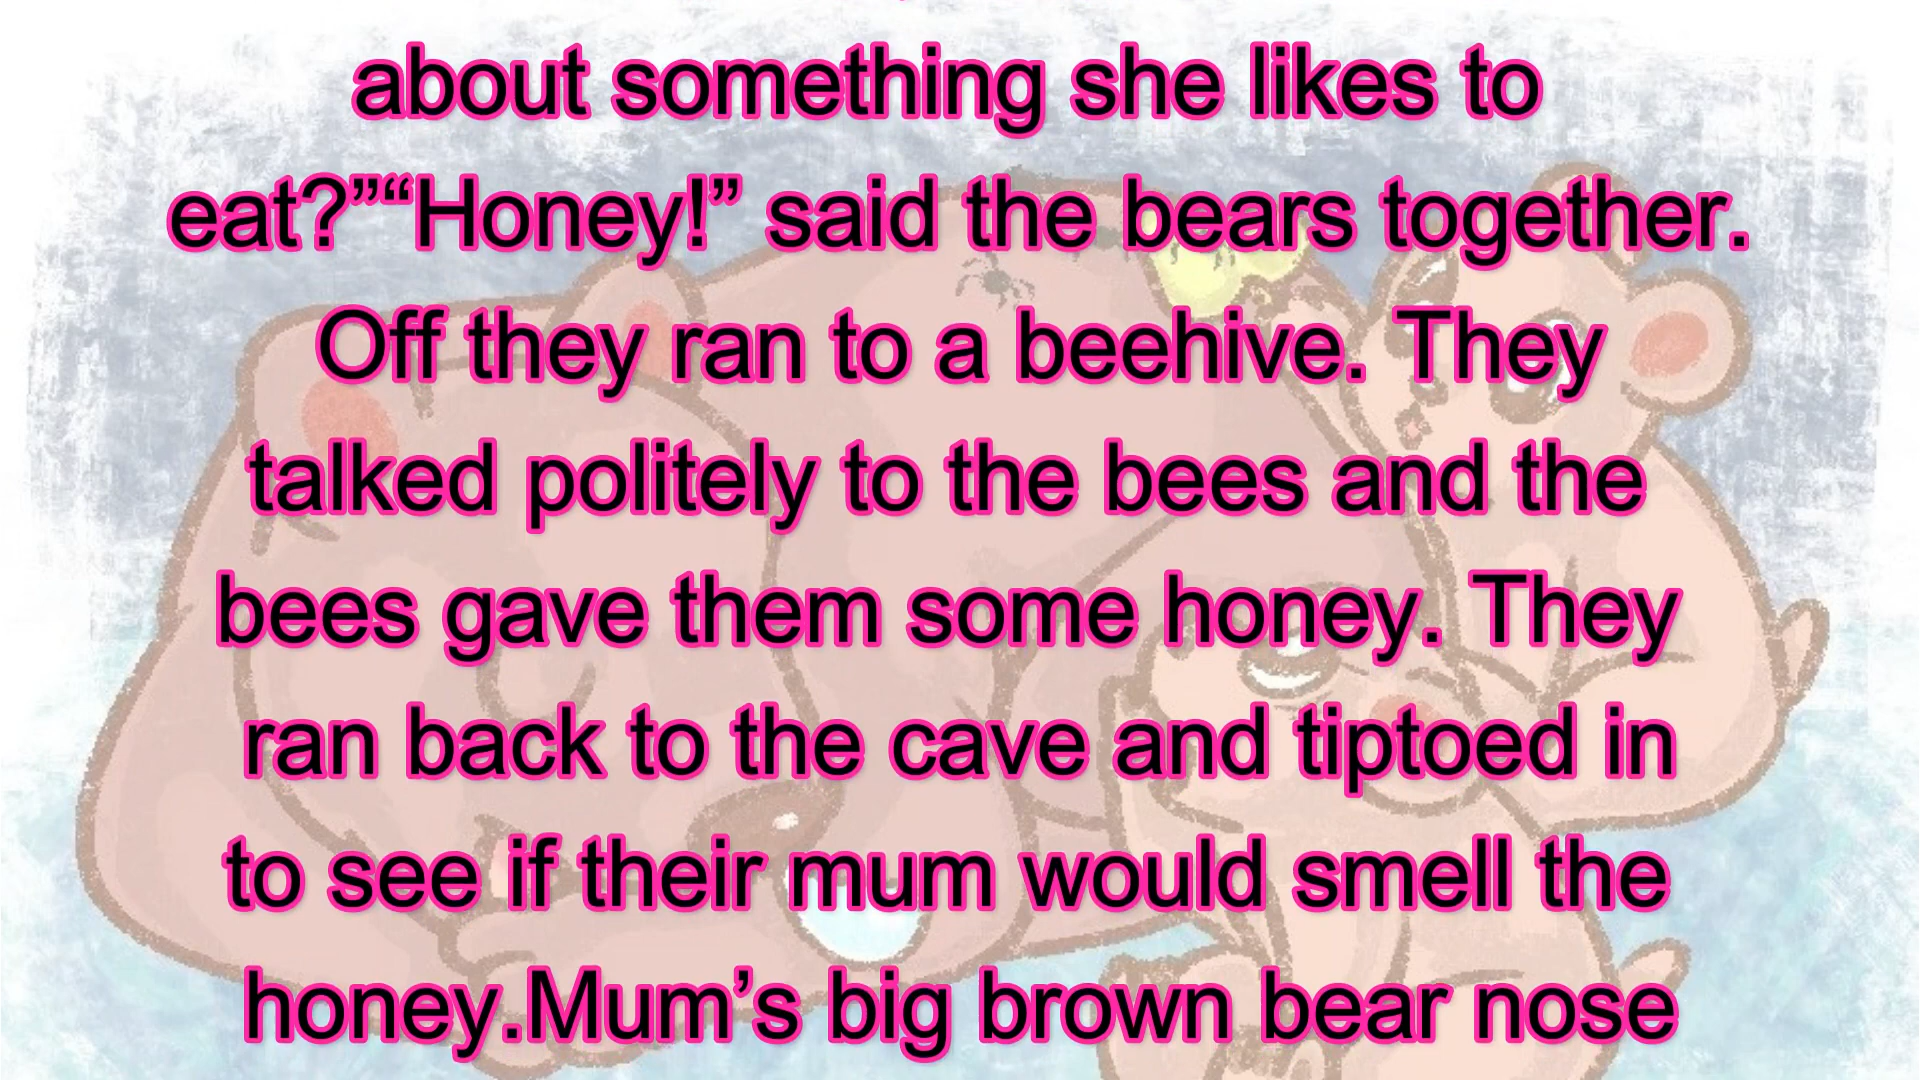 about something she likes to
eat?”“Honey!” said the bears together.
Off they ran to a beehive. They
talked politely to the bees and the
bees gave them some honey. They
ran back to the cave and tiptoed in
to see if their mum would smell the
honey.Mum’s big brown bear nose